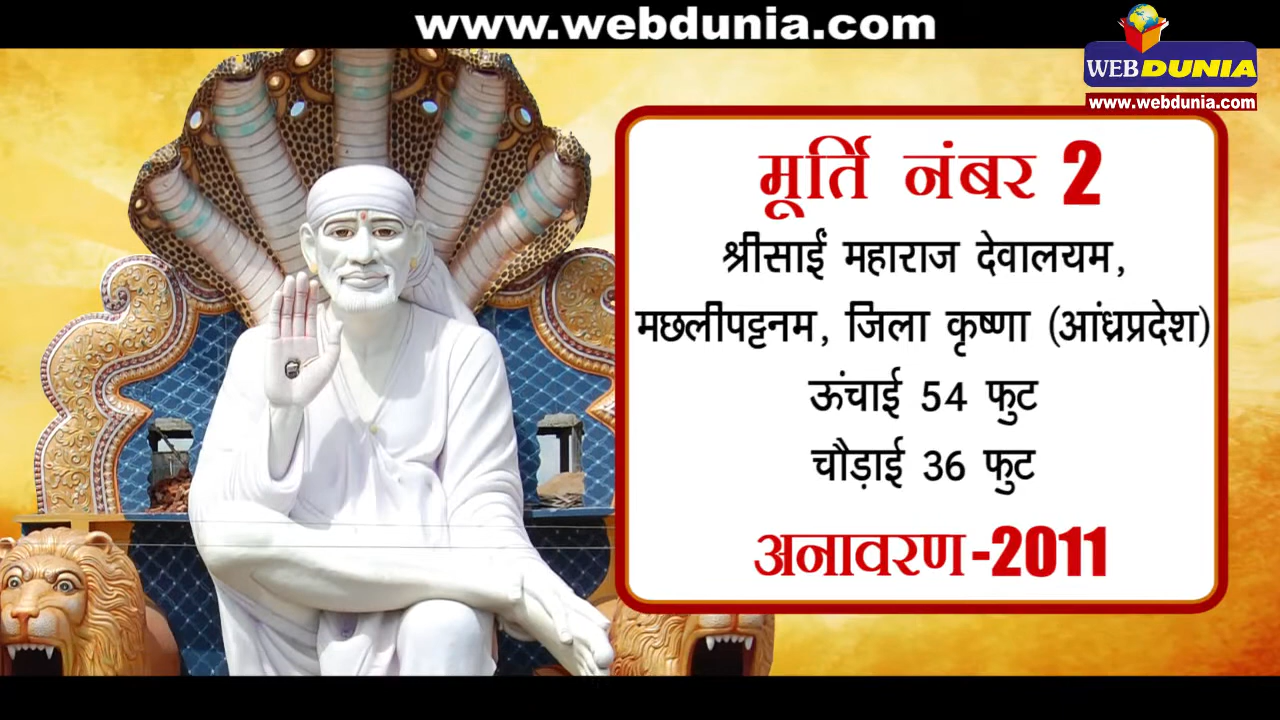 www.webdunia.com
WEBDUNIA
www.webdunia.com
मूर्ति नंबर 2
श्रीसाईं महाराज देवालयम,
मछलीपट्टनम, जिला कृष्णा (आंध्रप्रदेश)
ऊंचाई 54 फुट
चौड़ाई 36 फुट
अनावरण-2011